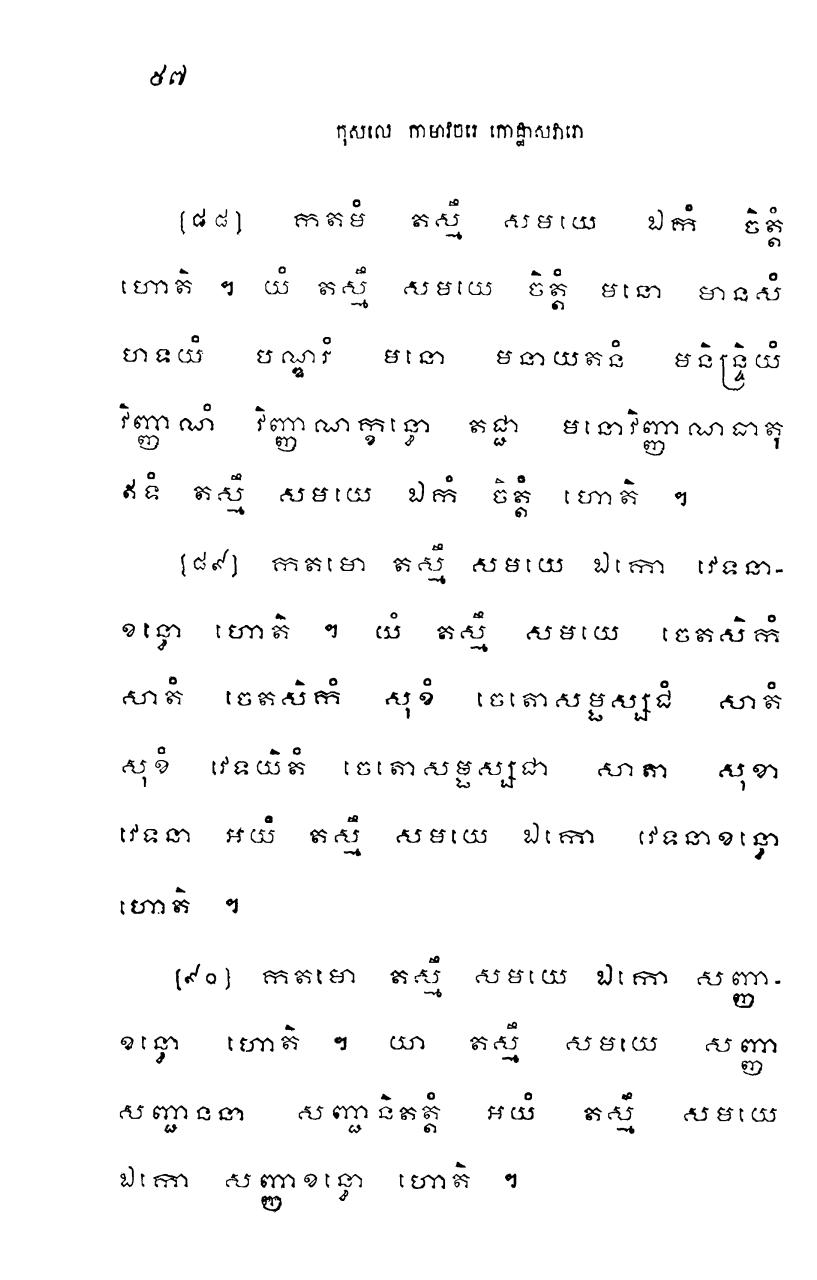 ៥៧
កុសលេ កាមាវចរេ កោដ្ឋាសវារោ
[៨៨] កតមំ តស្មឹ សមយេ ឯកំ ចិត្តំ
ហោតិ ។ យំ តស្មឹ សមយេ ចិត្តំ មនោ មានសំ
ហទយំ បណ្ឌរំ មនោ មនាយតនំ មនិន្ទ្រិយំ
វិញ្ញាណំ វិញ្ញាណក្ខន្ធោ តជ្ជា មនោវិញ្ញាណធាតុ
ឥទំ តស្មឹ សមយេ ឯកំ ចិត្តំ ហោតិ ។
[៨៩] កតមោ តស្មឹ សមយេ ឯកោ វេទនា-
ខន្ធោ ហោតិ ។ យំ តស្មឹ សមយេ ចេតសិកំ
សាតំ ចេតសិកំ សុខំ ចេតោសម្ផស្សជំ សាតំ
សុខំ វេទយិតំ ចេតោសម្ផស្សជា សាតា សុខា
វេទនា អយំ តស្មឹ សមយេ ឯកោ វេទនាខន្ធោ
ហោតិ ។
[៩០] កតមោ តស្មឹ សមយេ ឯកោ សញ្ញា-
ខន្ធោ ហោតិ ។ យា តស្មឹ សមយេ សញ្ញា
សញ្ជាននា សញ្ជានិតត្តំ អយំ តស្មឹ សមយេ
ឯកោ សញ្ញាខន្ធោ ហោតិ ។